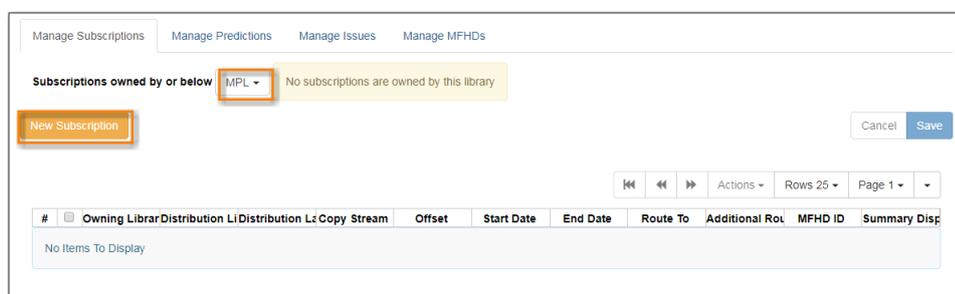 Manage Subscriptions Manage Predictions Manage Issues Manage MFHDs
Subscriptions owned by or below MPL No subscriptions are owned by this library
New Subscription Cancel Save
Actions Rows 25 Page 1
# Owning Librar Distribution Li Distribution La Copy Stream Offset Start Date End Date Route To Additional Rou MFHD ID Summary Disp
No Items To Display